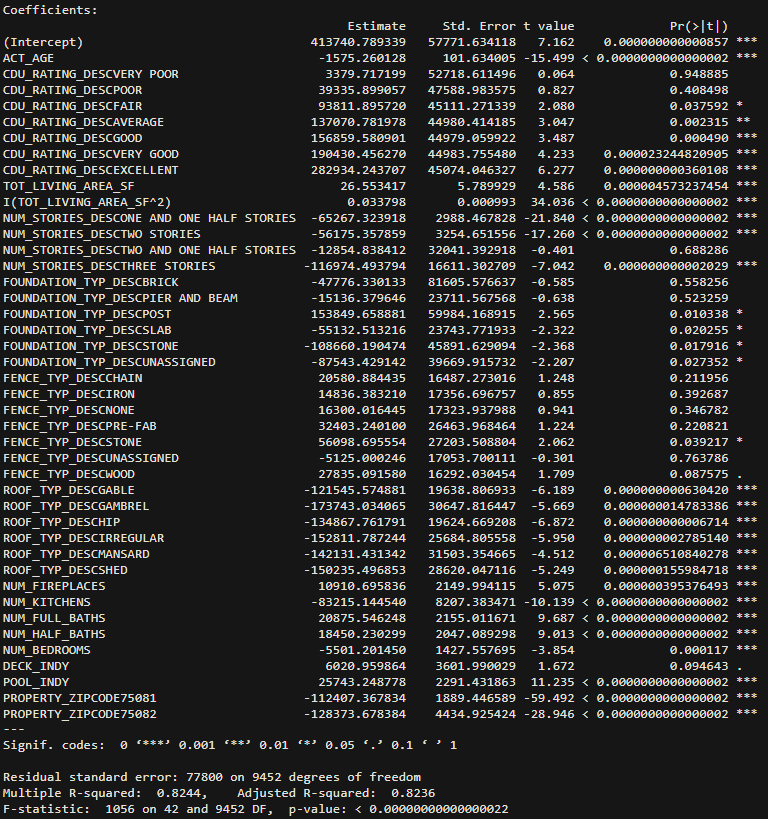 Coefficients:
Estimate Std. Error t value Pr(>|t|)
(Intercept) 413740.789339 57771.634118 7.162 0.000000000000857 ***
ACT_AGE -1575.260128 101.634005 -15.499 < 0.0000000000000002 ***
CDU_RATING_DESCVERY POOR 3379.717199 52718.611496 0.064 0.948885
CDU_RATING_DESCPOOR 39335.899057 47588.983575 0.827 0.408498
CDU_RATING_DESCFAIR 93811.895720 45111.271339 2.080 0.037592 *
CDU_RATING_DESCAVERAGE 137070.781978 44980.414185 3.047 0.002315 **
CDU_RATING_DESCGOOD 156859.580901 44979.059922 3.487 0.000490 ***
CDU_RATING_DESCVERY GOOD 190430.456270 44983.755480 4.233 0.000023244820905 ***
CDU_RATING_DESCEXCELLENT 282934.243707 45074.046327 6.277 0.000000000360108 ***
TOT_LIVING_AREA_SF 26.553417 5.789929 4.586 0.000004573237454 ***
I(TOT_LIVING_AREA_SF^2) 0.033798 0.000993 34.036 < 0.0000000000000002 ***
NUM_STORIES_DESCONE AND ONE HALF STORIES -65267.323918 2988.467828 -21.840 < 0.0000000000000002 ***
NUM_STORIES_DESCTWO STORIES -56175.357859 3254.651556 -17.260 < 0.0000000000000002 ***
NUM_STORIES_DESCTWO AND ONE HALF STORIES -12854.838412 32041.392918 -0.401 0.688286
NUM_STORIES_DESCTHREE STORIES -116974.493794 16611.302709 -7.042 0.000000000002029 ***
FOUNDATION_TYP_DESCBRICK -47776.330133 81605.576637 -0.585 0.558256
FOUNDATION_TYP_DESCPIER AND BEAM -15136.379646 23711.567568 -0.638 0.523259
FOUNDATION_TYP_DESCPOST 153849.658881 59984.168915 2.565 0.010338 *
FOUNDATION_TYP_DESCSLAB -55132.513216 23743.771933 -2.322 0.020255 *
FOUNDATION_TYP_DESCSTONE -108660.190474 45891.629094 -2.368 0.017916 *
FOUNDATION_TYP_DESCUNASSIGNED -87543.429142 39669.915732 -2.207 0.027352 *
FENCE_TYP_DESCCHAIN 20580.884435 16487.273016 1.248 0.211956
FENCE_TYP_DESCIRON 14836.383210 17356.696757 0.855 0.392687
FENCE_TYP_DESCNONE 16300.016445 17323.937988 0.941 0.346782
FENCE_TYP_DESCPRE-FAB 32403.240100 26463.968464 1.224 0.220821
FENCE_TYP_DESCSTONE 56098.695554 27203.508804 2.062 0.039217 *
FENCE_TYP_DESCUNASSIGNED -5125.000246 17053.700111 -0.301 0.763786
FENCE_TYP_DESCWOOD 27835.091580 16292.030454 1.709 0.087575 .
ROOF_TYP_DESCGABLE -121545.574881 19638.806933 -6.189 0.000000000630420 ***
ROOF_TYP_DESCGAMBREL -173743.034065 30647.816447 -5.669 0.000000014783386 ***
ROOF_TYP_DESCHIP -134867.761791 19624.669208 -6.872 0.000000000006714 ***
ROOF_TYP_DESCIRREGULAR -152811.787244 25684.805558 -5.950 0.000000002785140 ***
ROOF_TYP_DESCMANSARD -142131.431342 31503.354665 -4.512 0.000006510840278 ***
ROOF_TYP_DESCSHED -150235.496853 28620.047116 -5.249 0.000000155984718 ***
NUM_FIREPLACES 10910.695836 2149.994115 5.075 0.000000395376493 ***
NUM_KITCHENS -83215.144540 8207.383471 -10.139 < 0.0000000000000002 ***
NUM_FULL_BATHS 20875.546248 2155.011671 9.687 < 0.0000000000000002 ***
NUM_HALF_BATHS 18450.230299 2047.089298 9.013 < 0.0000000000000002 ***
NUM_BEDROOMS -5501.201450 1427.557695 -3.854 0.000117 ***
DECK_INDY 6020.959864 3601.990029 1.672 0.094643 .
POOL_INDY 25743.248778 2291.431863 11.235 < 0.0000000000000002 ***
PROPERTY_ZIPCODE75081 -112407.367834 1889.446589 -59.492 < 0.0000000000000002 ***
PROPERTY_ZIPCODE75082 -128373.678384 4434.925424 -28.946 < 0.0000000000000002 ***
---
Signif. codes: 0 ‘***’ 0.001 ‘**’ 0.01 ‘*’ 0.05 ‘.’ 0.1 ‘ ’ 1
Residual standard error: 77800 on 9452 degrees of freedom
Multiple R-squared: 0.8244, Adjusted R-squared: 0.8236
F-statistic: 1056 on 42 and 9452 DF, p-value: < 0.00000000000000022